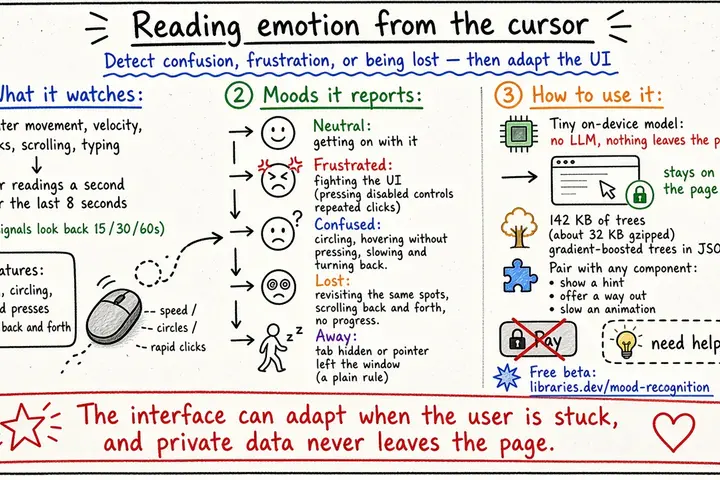 Reading emotion from the cursor
Detect confusion, frustration, or being lost — then adapt the UI
What it watches:
movement, velocity,
scrolling, typing
readings a second
the last 8 seconds
look back 15/30/60s)
circling,
presses
back and forth
speed /
circles /
rapid clicks
2 Moods it reports:
Neutral:
getting on with it
Frustrated:
fighting the UI
(pressing disabled controls
repeated clicks)
?
Confused:
circling, hovering without
pressing, slowing and
turning back.
Lost:
revisiting the same spots,
scrolling back and forth,
no progress.
z z
Away:
tab hidden or pointer
left the window
(a plain rule)
3 How to use it:
Tiny on-device model:
no LLM, nothing leaves the
stays on
the page
142 KB of trees
(about 32 KB gzipped)
gradient-boosted trees in
Pair with any component:
• show a hint
• offer a way out
• slow an animation
Pay
need
Free beta:
libraries.dev/mood-recognition
The interface can adapt when the user is stuck,
and private data never leaves the page.